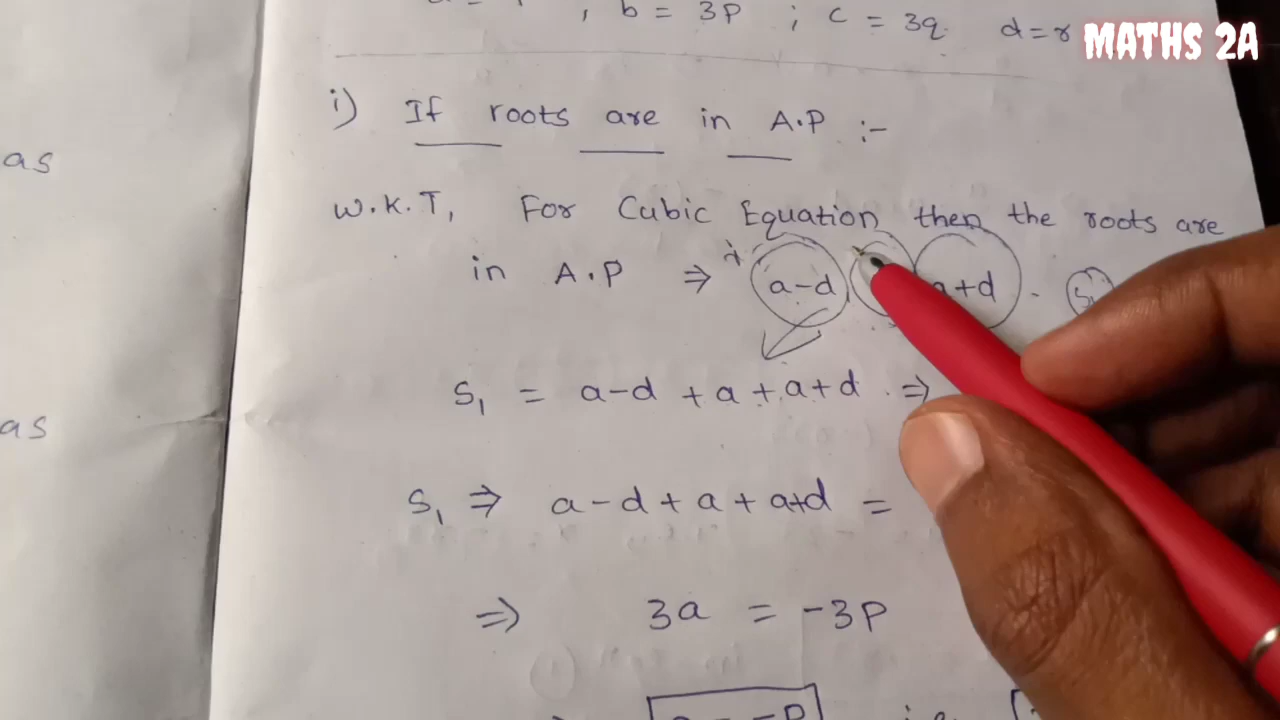 , b = 3p ; c = 3q d = r
MATHS 2A
i) If roots are in A.P :-
as
W.K.T, For Cubic Equation then the roots are
in A.P ⇒ a-d a+d
S₁ = a-d + a + a+d ⇒
as
S₁ ⇒ a-d + a + a+d =
⇒ 3a = -3p